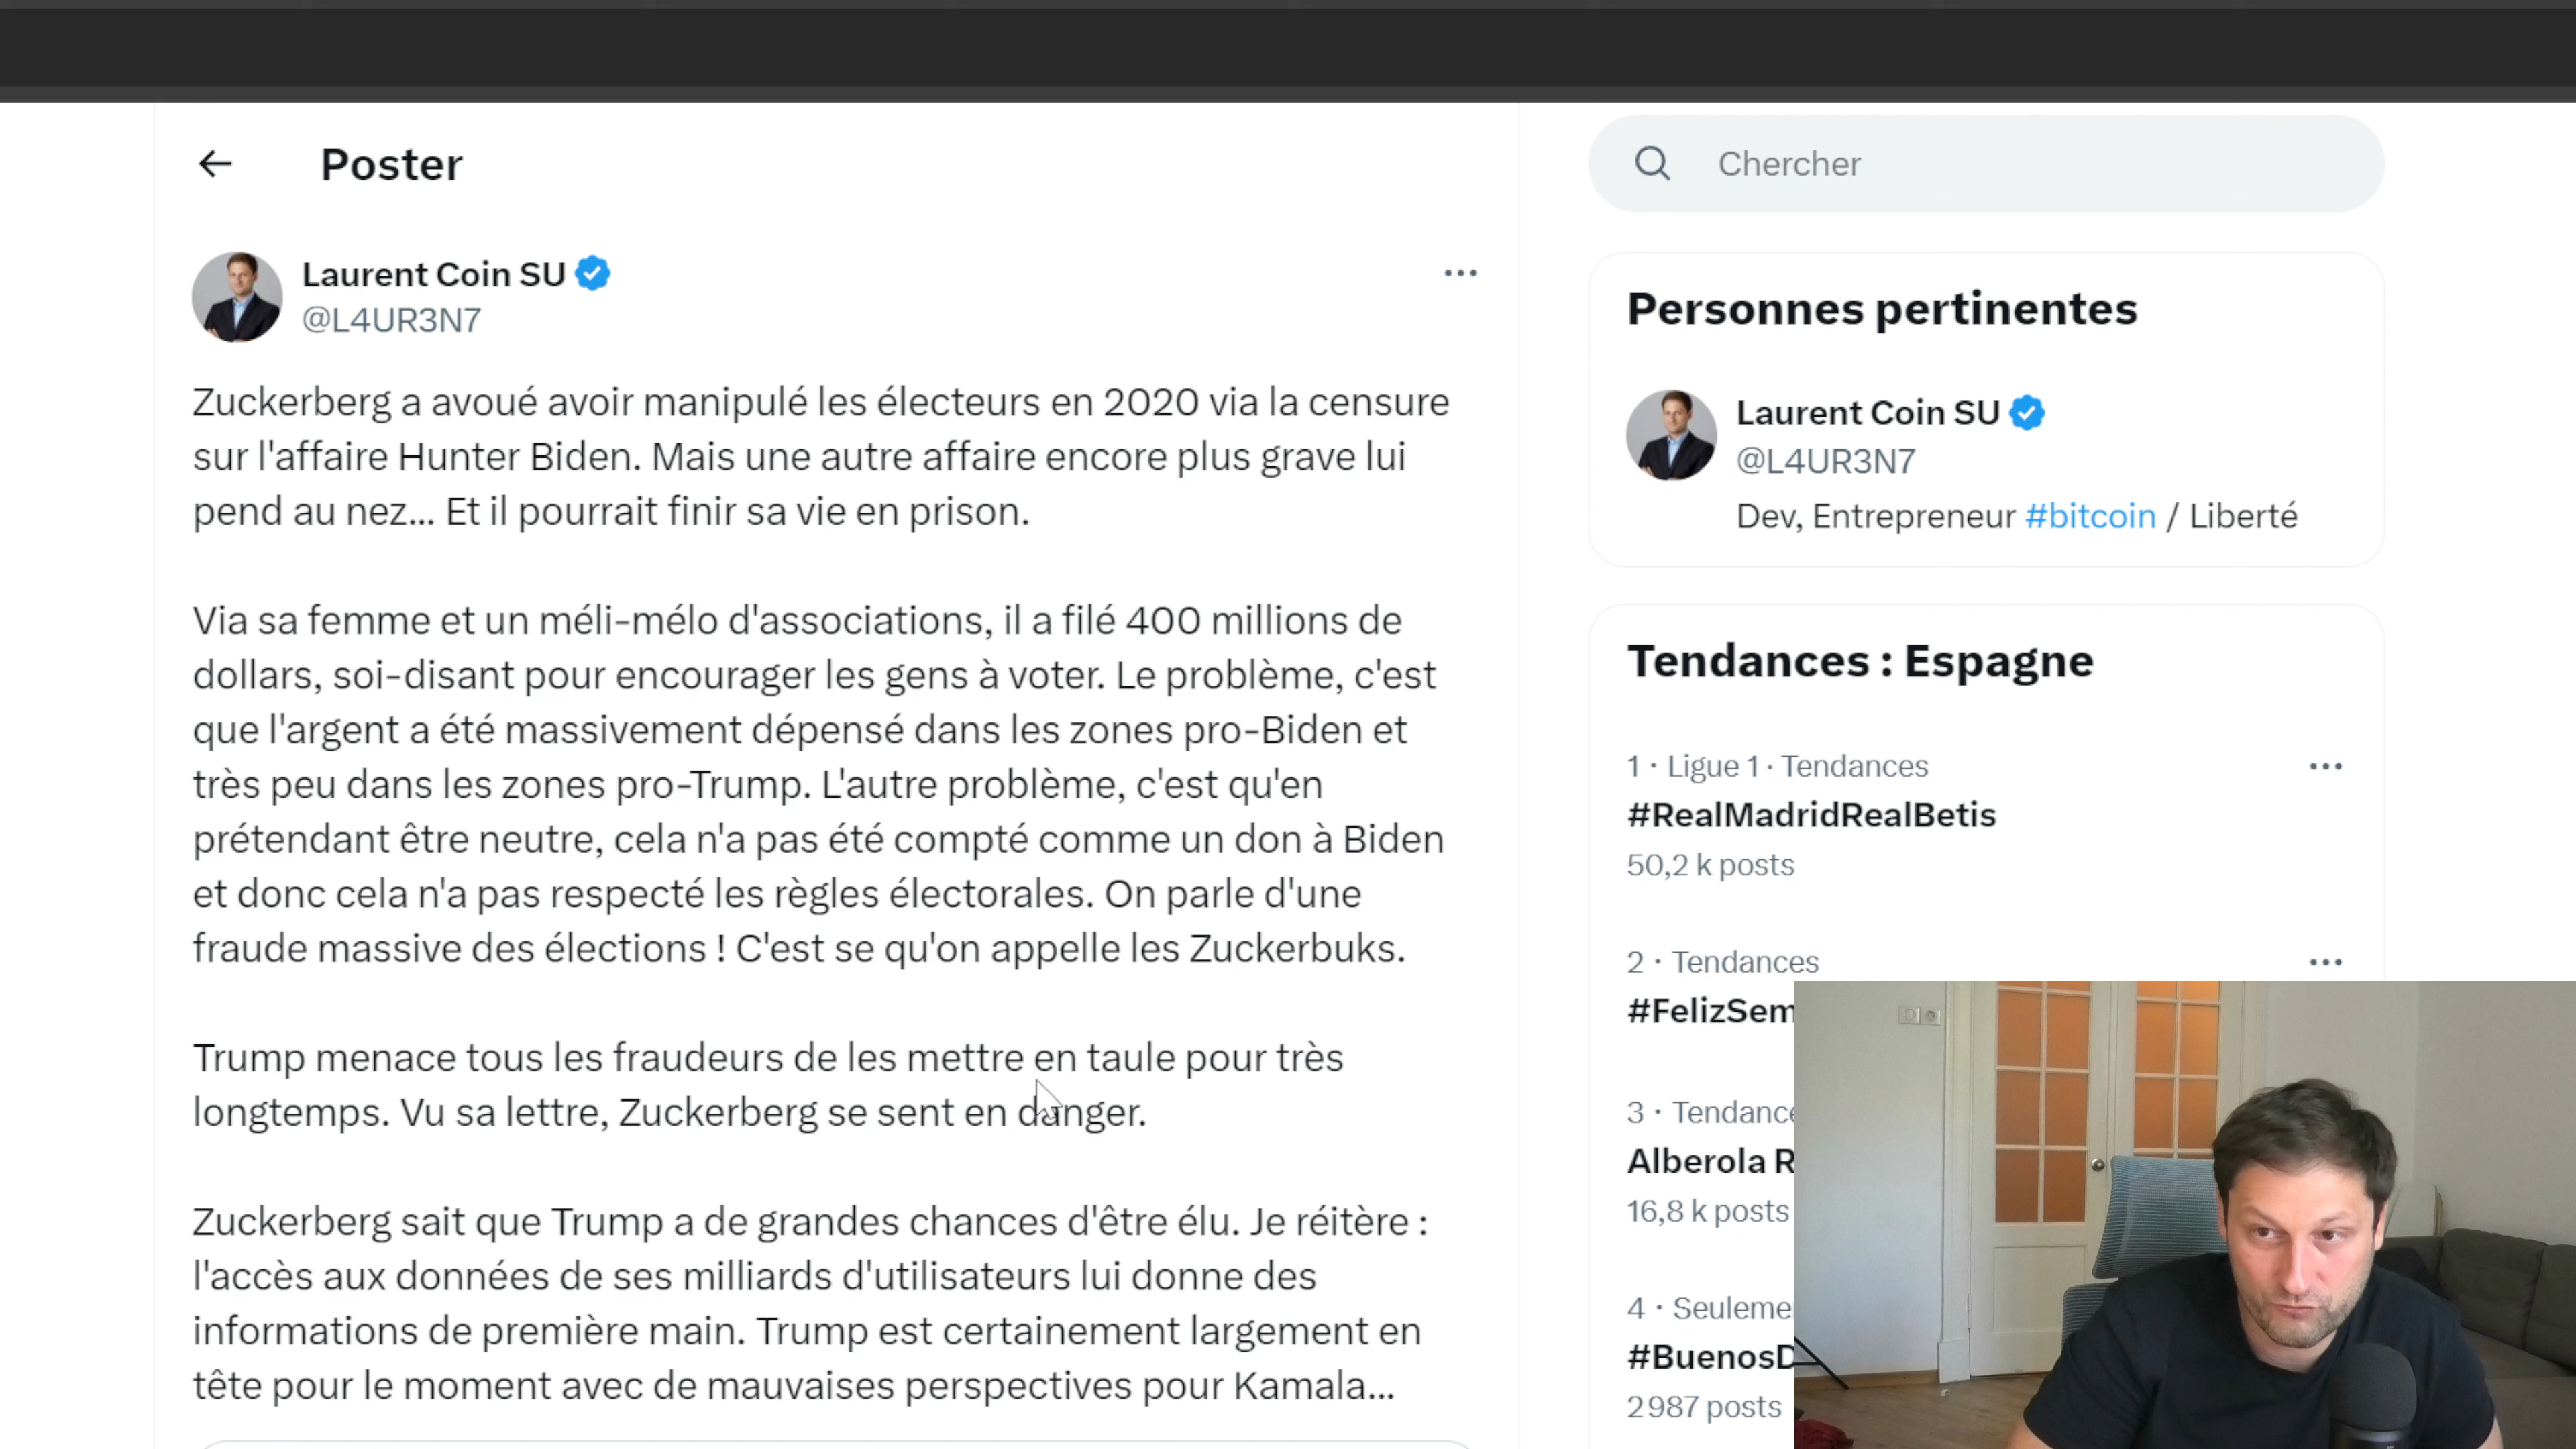 Poster
Laurent Coin SU
@L4UR3N7
Zuckerberg a avoué avoir manipulé les électeurs en 2020 via la censure
sur l'affaire Hunter Biden. Mais une autre affaire encore plus grave lui
pend au nez... Et il pourrait finir sa vie en prison.
Via sa femme et un méli-mélo d'associations, il a filé 400 millions de
dollars, soi-disant pour encourager les gens à voter. Le problème, c'est
que l'argent a été massivement dépensé dans les zones pro-Biden et
très peu dans les zones pro-Trump. L'autre problème, c'est qu'en
prétendant être neutre, cela n'a pas été compté comme un don à Biden
et donc cela n'a pas respecté les règles électorales. On parle d'une
fraude massive des élections ! C'est se qu'on appelle les Zuckerbuks.
Trump menace tous les fraudeurs de les mettre en taule pour très
longtemps. Vu sa lettre, Zuckerberg se sent en danger.
Zuckerberg sait que Trump a de grandes chances d'être élu. Je réitère :
l'accès aux données de ses milliards d'utilisateurs lui donne des
informations de première main. Trump est certainement largement en
tête pour le moment avec de mauvaises perspectives pour Kamala...
Chercher
Personnes pertinentes
Laurent Coin SU
@L4UR3N7
Dev, Entrepreneur #bitcoin / Liberté
Tendances : Espagne
1 · Ligue 1 · Tendances
#RealMadridRealBetis
50,2 k posts
2 · Tendances
#FelizSem
3 · Tendance
Alberola R
16,8 k posts
4 · Seuleme
#BuenosD
2 987 posts